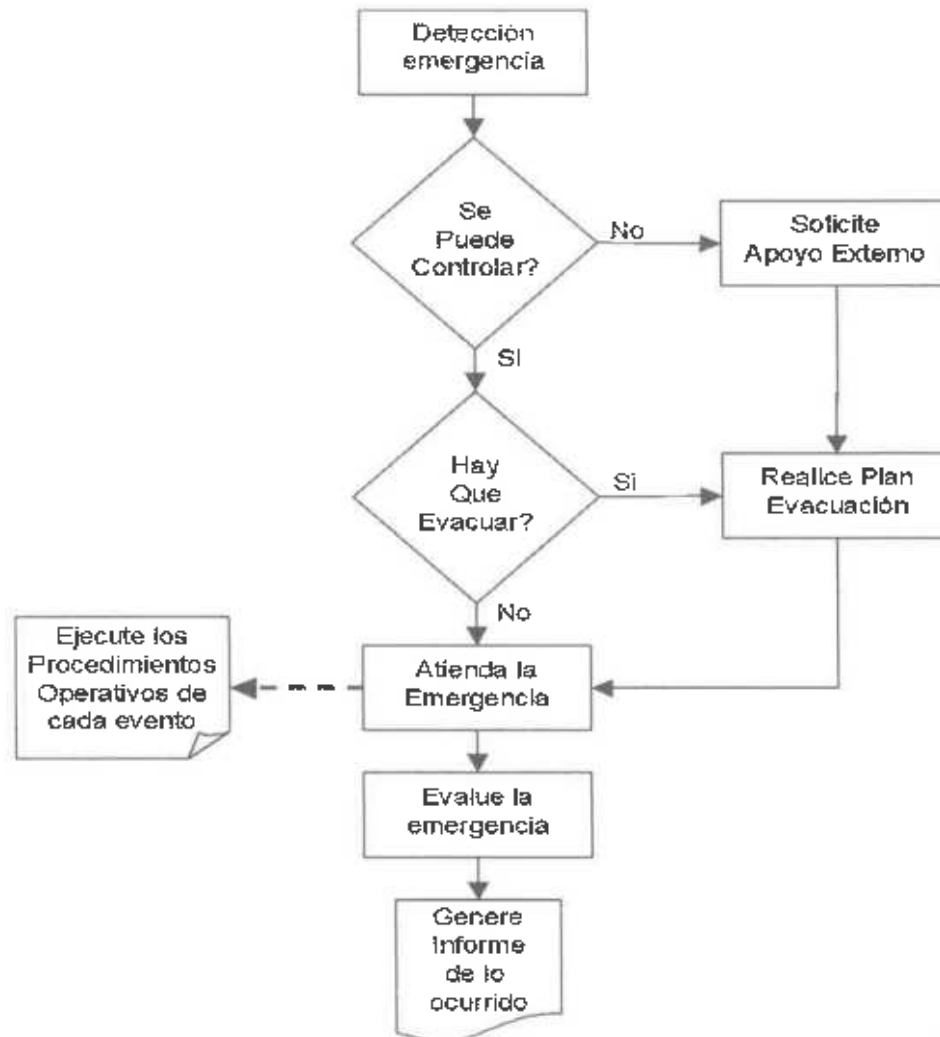 Detección
emergencia
Se
Puede
Controlar?
No
Solicite
Apoyo Externo
SI
Hay
Que
Evacuar?
Si
Realice Plan
Evacuación
No
Ejecute los
Procedimientos
Operativos de
cada evento
Atienda la
Emergencia
Evalue la
emergencia
Genere
Informe
de lo
ocurrido